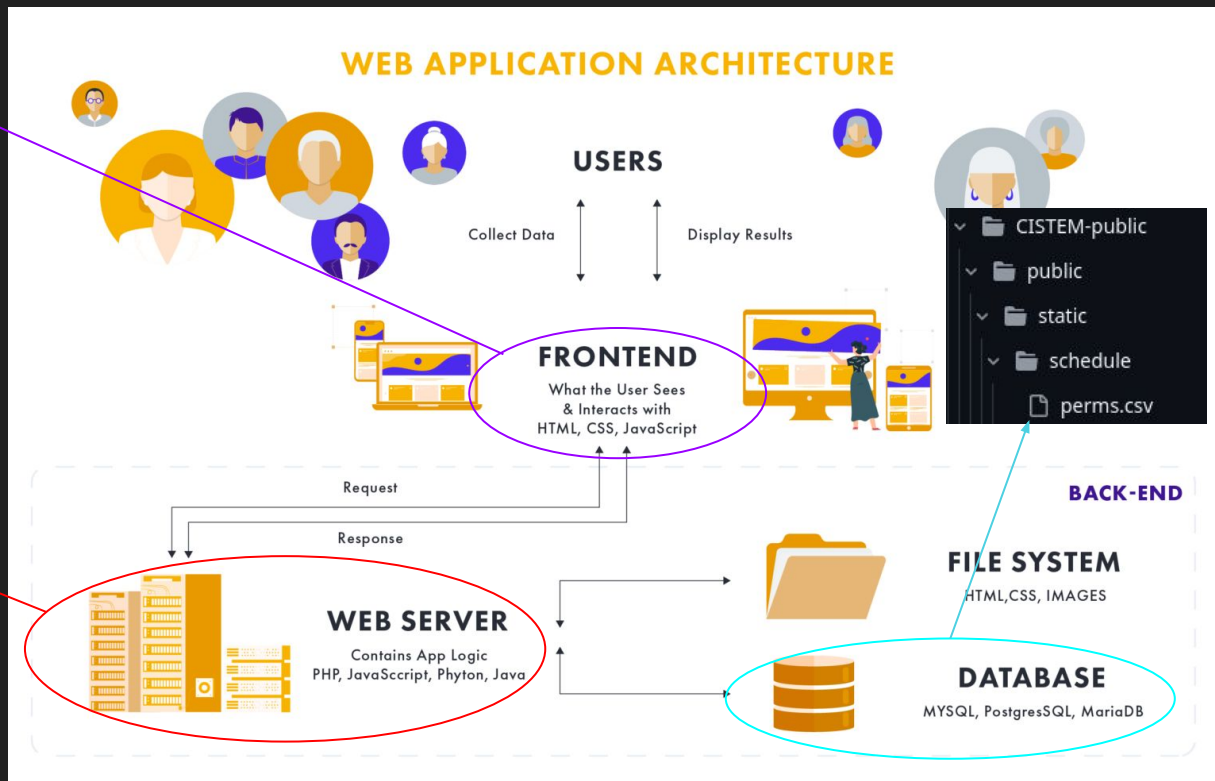 WEB APPLICATION ARCHITECTURE
USERS
Collect Data
Display Results
CISTEM-public
public
static
schedule
perms.csv
FRONTEND
What the User Sees
& Interacts with
HTML, CSS, JavaScript
BACK-END
Request
Response
WEB SERVER
Contains App Logic
PHP, JavaSccript, Phyton, Java
FILE SYSTEM
HTML,CSS, IMAGES
DATABASE
MYSQL, PostgresSQL, MariaDB